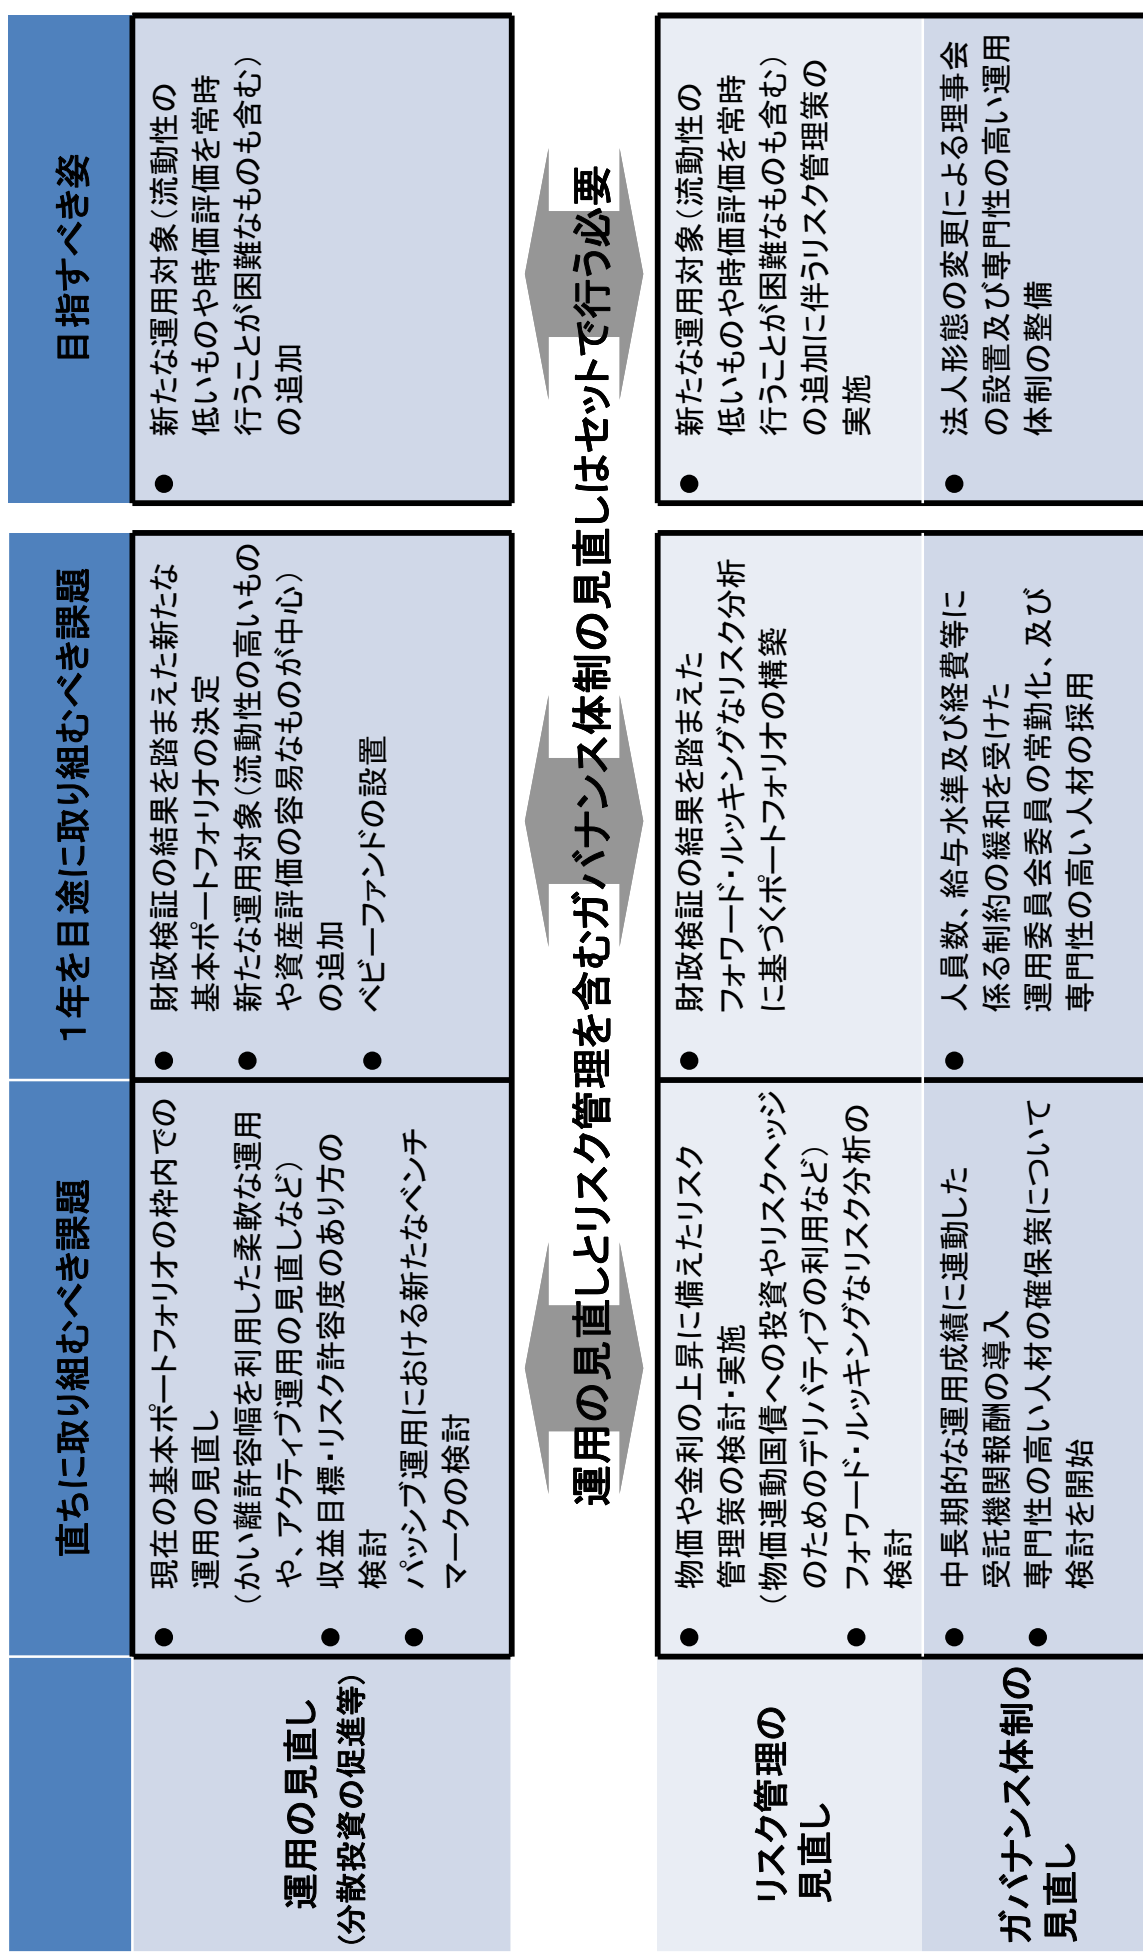 直ちに取り組むべき課題
1年を目途に取り組むべき課題
目指すべき姿
運用の見直し
(分散投資の促進等)
● 現在の基本ポートフォリオの枠内での
運用の見直し
(かい離許容幅を利用した柔軟な運用
や、アクティブ運用の見直しなど)
● 収益目標・リスク許容度のあり方の
検討
● パッシブ運用における新たなベンチ
マークの検討
● 財政検証の結果を踏まえた新たな
基本ポートフォリオの決定
● 新たな運用対象(流動性の高いもの
や資産評価の容易なものが中心)
の追加
● ベビーファンドの設置
● 新たな運用対象(流動性の
低いものや時価評価を常時
行うことが困難なものも含む)
の追加
運用の見直しとリスク管理を含むガバナンス体制の見直しはセットで行う必要
リスク管理の
見直し
● 物価や金利の上昇に備えたリスク
管理策の検討・実施
(物価連動国債への投資やリスクヘッジ
のためのデリバティブの利用など)
● フォワード・ルッキングなリスク分析の
検討
● 財政検証の結果を踏まえた
フォワード・ルッキングなリスク分析
に基づくポートフォリオの構築
● 新たな運用対象(流動性の
低いものや時価評価を常時
行うことが困難なものも含む)
の追加に伴うリスク管理策の
実施
ガバナンス体制の
見直し
● 中長期的な運用成績に連動した
受託機関報酬の導入
● 専門性の高い人材の確保策について
検討を開始
● 人員数、給与水準及び経費等に
係る制約の緩和を受けた
運用委員会委員の常勤化、及び
専門性の高い人材の採用
● 法人形態の変更による理事会
の設置及び専門性の高い運用
体制の整備